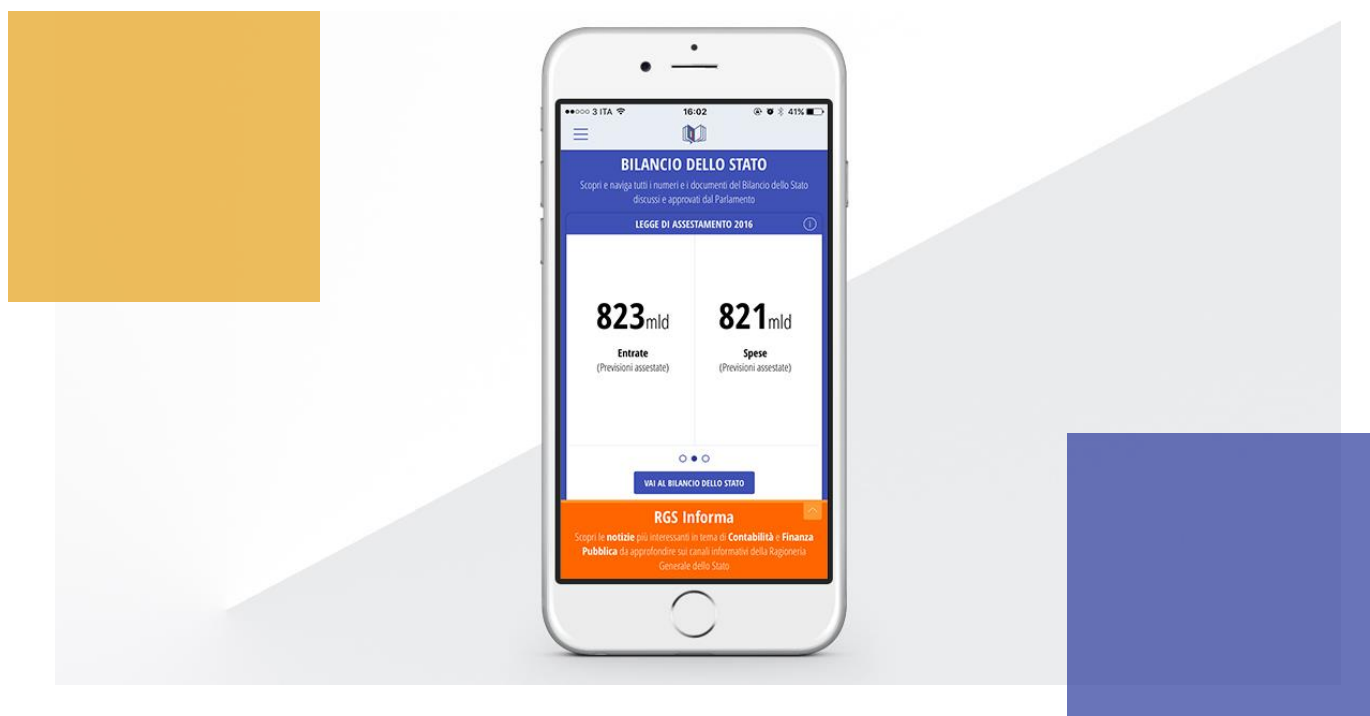 3 ITA 16:02 41%
BILANCIO DELLO STATO
Scopri e naviga tutti i numeri e i documenti del Bilancio dello Stato
discussi e approvati dal Parlamento
LEGGE DI ASSESTAMENTO 2016
823mld 821mld
Entrate Spese
(Previsioni assestate) (Previsioni assestate)
VAI AL BILANCIO DELLO STATO
RGS Informa
Scopri le notizie più interessanti in tema di Contabilità e Finanza
Pubblica da approfondire sui canali informativi della Ragioneria
Generale dello Stato